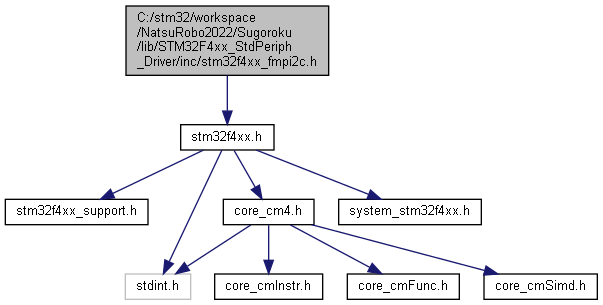 C:/stm32/workspace
/NatsuRobo2022/Sugoroku
/lib/STM32F4xx_StdPeriph
_Driver/inc/stm32f4xx_fmpi2c.h
stm32f4xx.h
stm32f4xx_support.h
core_cm4.h
system_stm32f4xx.h
stdint.h
core_cmInstr.h
core_cmFunc.h
core_cmSimd.h